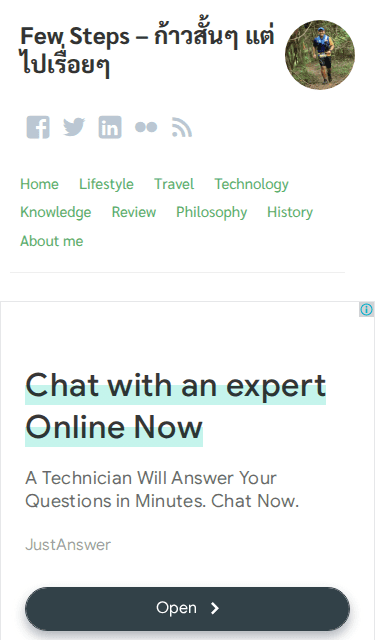 Few Steps – ก้าวสั้นๆ แต่
ไปเรื่อยๆ
Home Lifestyle Travel Technology
Knowledge Review Philosophy History
About me
Chat with an expert
Online Now
A Technician Will Answer Your
Questions in Minutes. Chat Now.
JustAnswer
Open